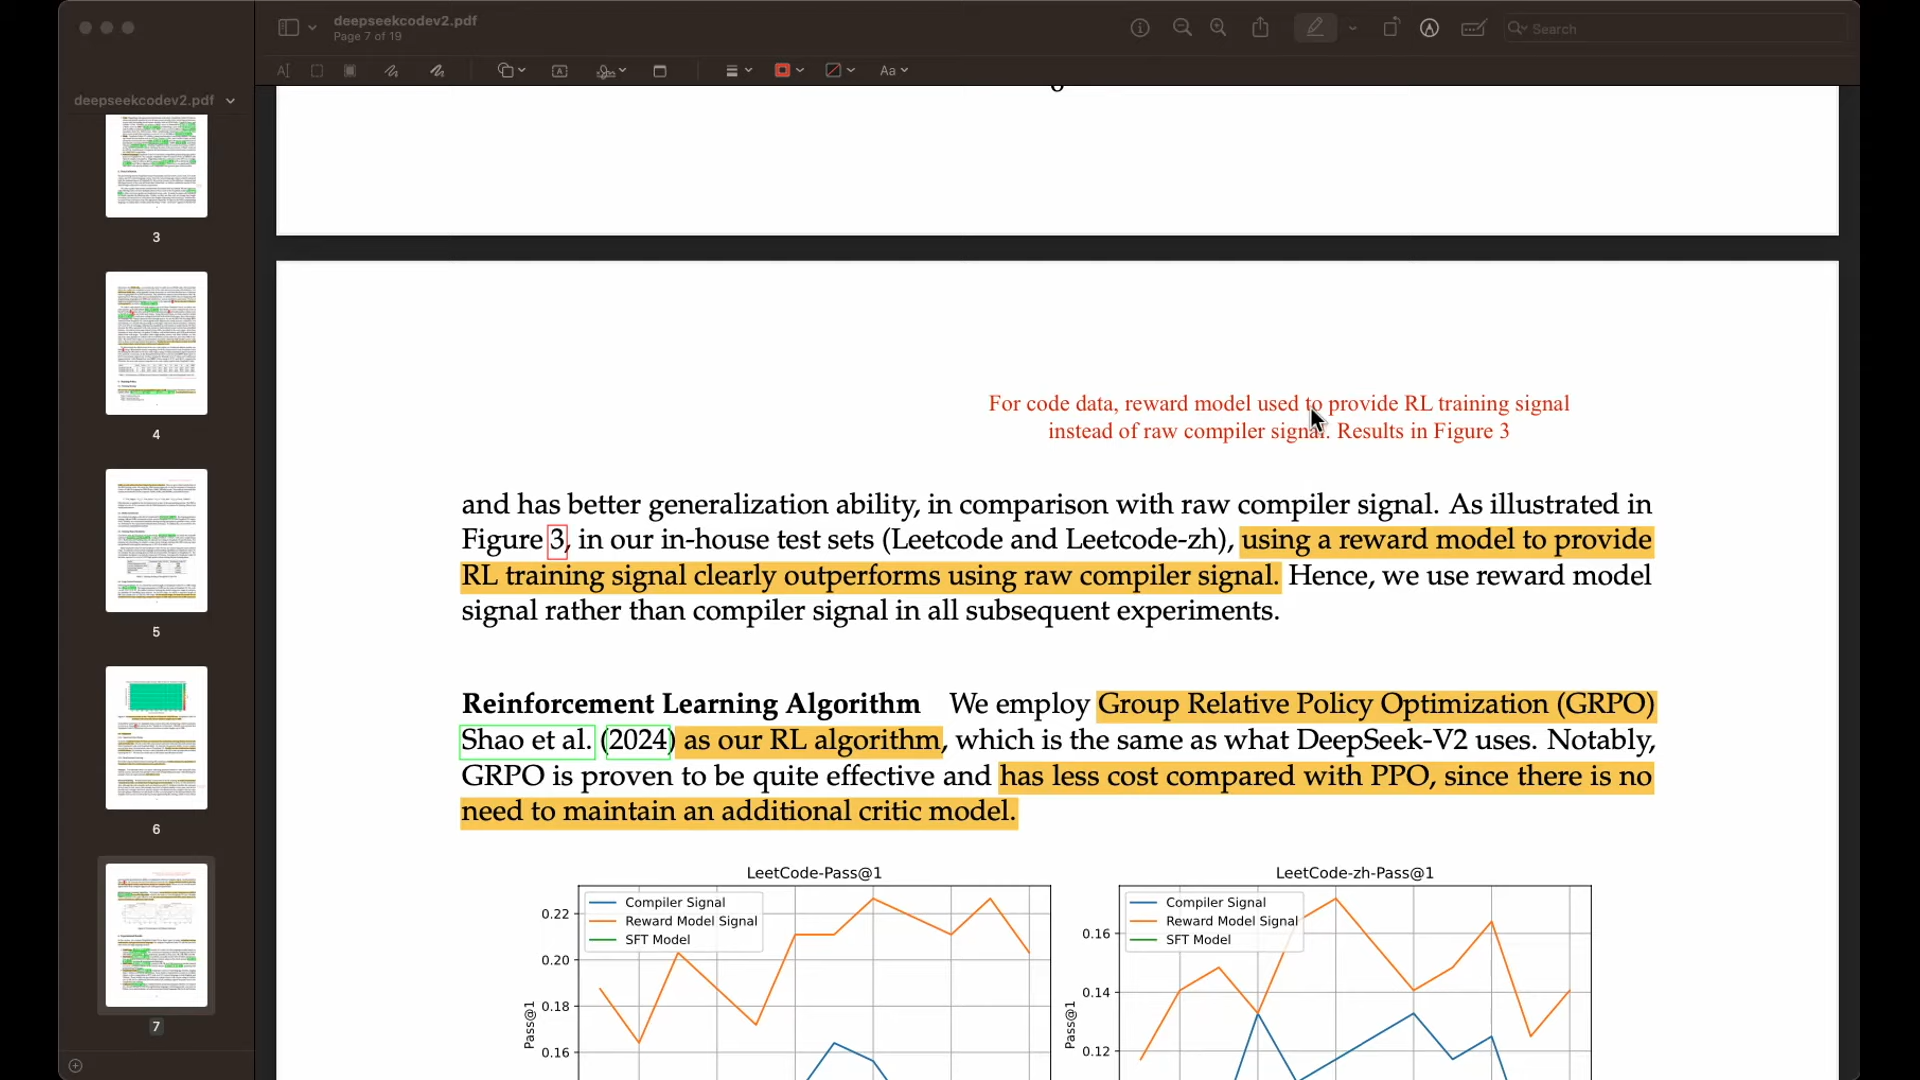 deepseekcodev2.pdf
Page 7 of 19
Search
Aa
deepseekcodev2.pdf
3
4
5
6
7
For code data, reward model used to provide RL training signal
instead of raw compiler signal. Results in Figure 3
and has better generalization ability, in comparison with raw compiler signal. As illustrated in
Figure 3, in our in-house test sets (Leetcode and Leetcode-zh), using a reward model to provide
RL training signal clearly outperforms using raw compiler signal. Hence, we use reward model
signal rather than compiler signal in all subsequent experiments.
Reinforcement Learning Algorithm We employ Group Relative Policy Optimization (GRPO)
Shao et al. (2024) as our RL algorithm, which is the same as what DeepSeek-V2 uses. Notably,
GRPO is proven to be quite effective and has less cost compared with PPO, since there is no
need to maintain an additional critic model.
LeetCode-Pass@1
Compiler Signal
Reward Model Signal
SFT Model
0.22
0.20
0.18
0.16
Pass@1
LeetCode-zh-Pass@1
Compiler Signal
Reward Model Signal
SFT Model
0.16
0.14
0.12
Pass@1